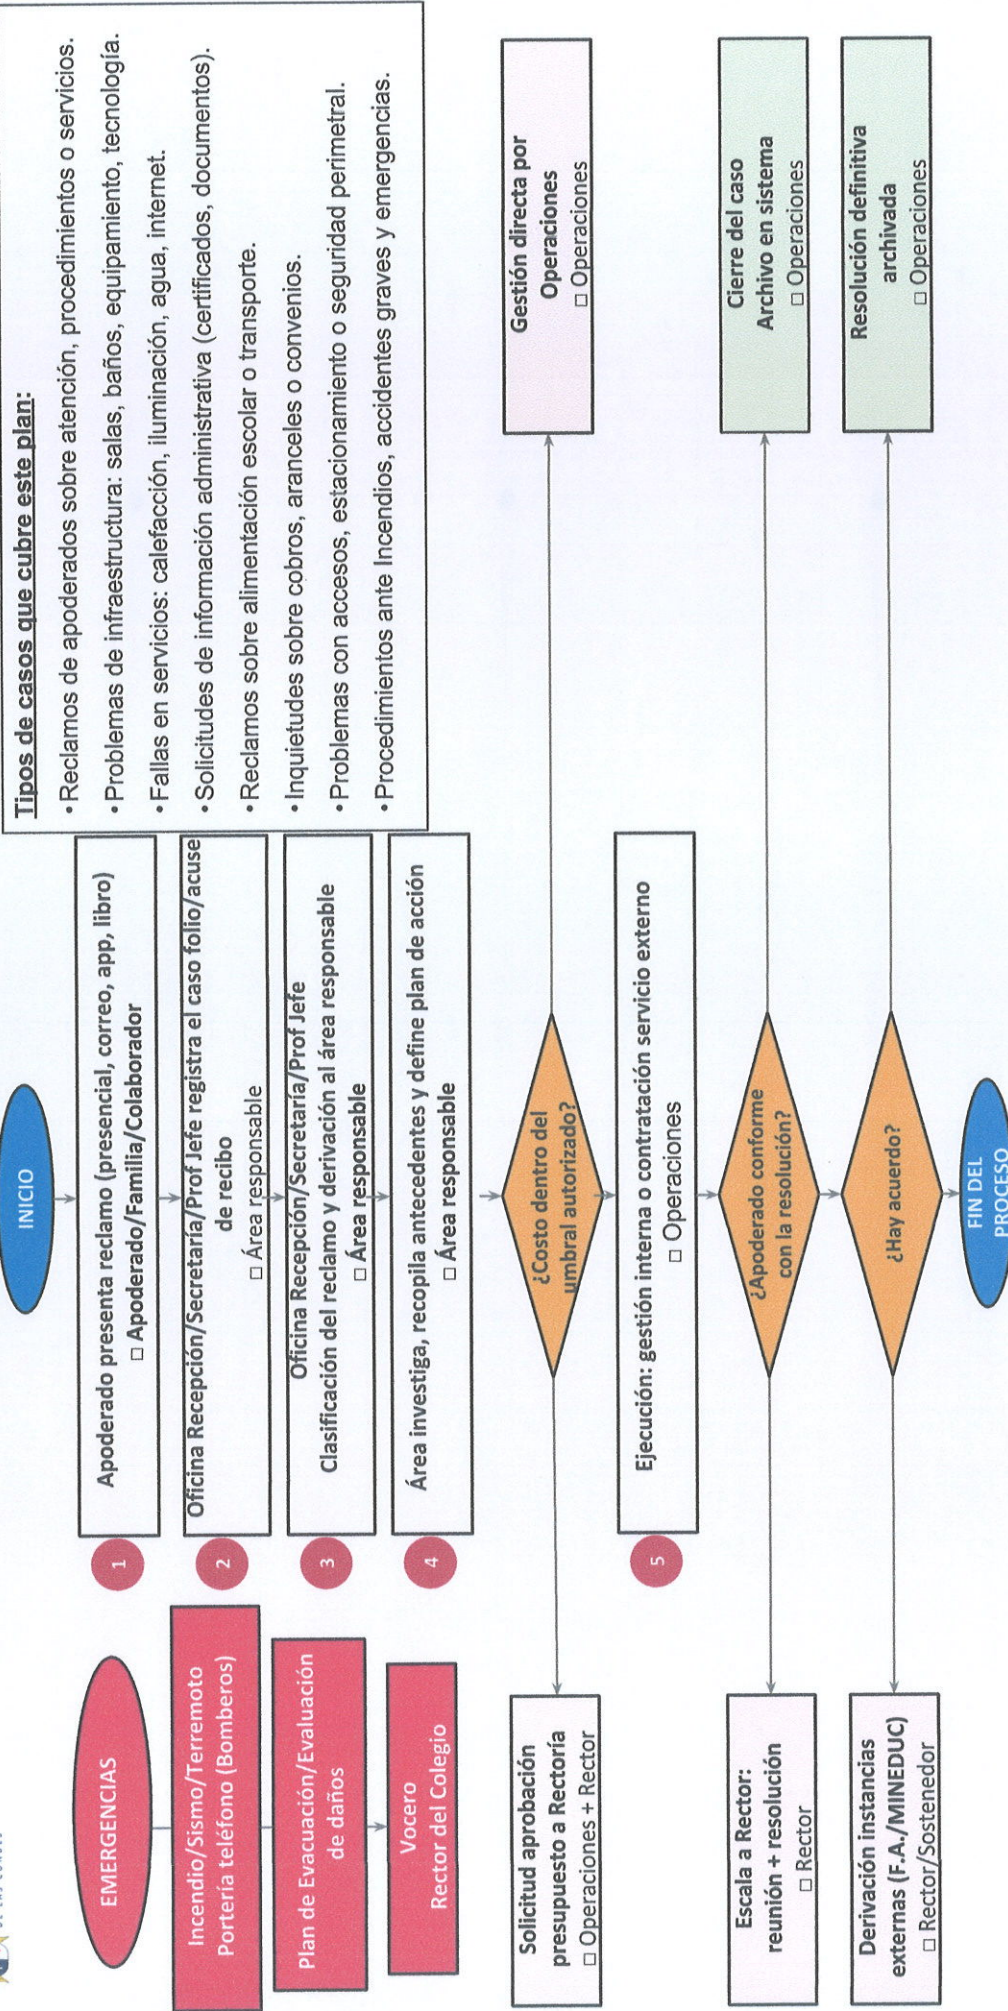 INICIO
Tipos de casos que cubre este plan:
• Reclamos de apoderados sobre atención, procedimientos o servicios.
• Problemas de infraestructura: salas, baños, equipamiento, tecnología.
• Fallas en servicios: calefacción, iluminación, agua, internet.
• Solicitudes de información administrativa (certificados, documentos).
• Reclamos sobre alimentación escolar o transporte.
• Inquietudes sobre cobros, aranceles o convenios.
• Problemas con accesos, estacionamiento o seguridad perimetral.
• Procedimientos ante Incendios, accidentes graves y emergencias.
EMERGENCIAS
Incendio/Sismo/Terremoto
Portería teléfono (Bomberos)
Plan de Evacuación/Evaluación
de daños
Vocero
Rector del Colegio
1
Apoderado presenta reclamo (presencial, correo, app, libro)
□ Apoderado/Familia/Colaborador
2
Oficina Recepción/Secretaría/Prof Jefe registra el caso folio/acuse
de recibo
□ Área responsable
3
Oficina Recepción/Secretaría/Prof Jefe
Clasificación del reclamo y derivación al área responsable
□ Área responsable
4
Área investiga, recopila antecedentes y define plan de acción
□ Área responsable
Solicitud aprobación
presupuesto a Rectoría
□ Operaciones + Rector
¿Costo dentro del
umbral autorizado?
Gestión directa por
Operaciones
□ Operaciones
5
Ejecución: gestión interna o contratación servicio externo
□ Operaciones
Escala a Rector:
reunión + resolución
□ Rector
¿Apoderado conforme
con la resolución?
Cierre del caso
Archivo en sistema
□ Operaciones
Derivación instancias
externas (F.A./MINEDUC)
□ Rector/Sostenedor
¿Hay acuerdo?
Resolución definitiva
archivada
□ Operaciones
FIN DEL
PROCESO